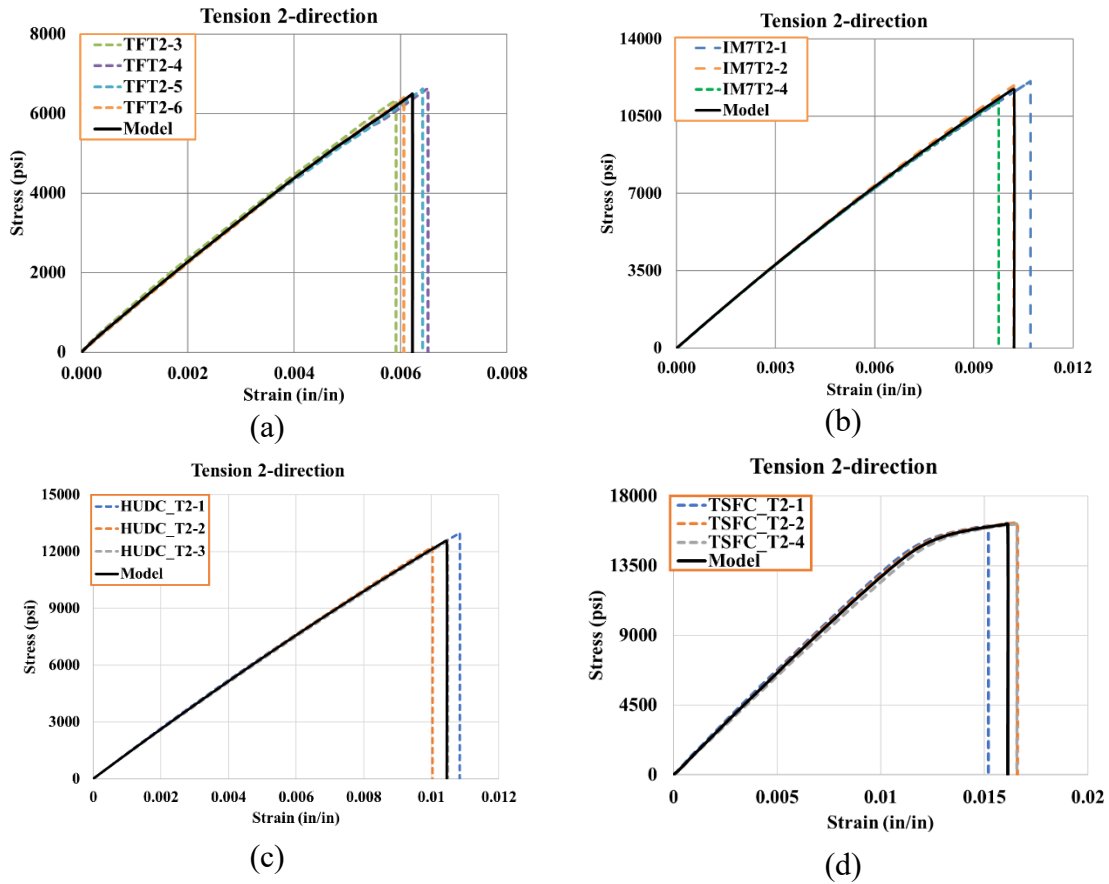 Tension 2-direction
8000
6000
4000
2000
0
Stress (psi)
TFT2-3
TFT2-4
TFT2-5
TFT2-6
Model
0.000 0.002 0.004 0.006 0.008
Strain (in/in)
(a)
Tension 2-direction
14000
10500
7000
3500
0
Stress (psi)
IM7T2-1
IM7T2-2
IM7T2-4
Model
0.000 0.003 0.006 0.009 0.012
Strain (in/in)
(b)
Tension 2-direction
15000
12000
9000
6000
3000
0
Stress (psi)
HUDC_T2-1
HUDC_T2-2
HUDC_T2-3
Model
0 0.002 0.004 0.006 0.008 0.01 0.012
Strain (in/in)
(c)
Tension 2-direction
18000
13500
9000
4500
0
Stress (psi)
TSFC_T2-1
TSFC_T2-2
TSFC_T2-4
Model
0 0.005 0.01 0.015 0.02
Strain (in/in)
(d)